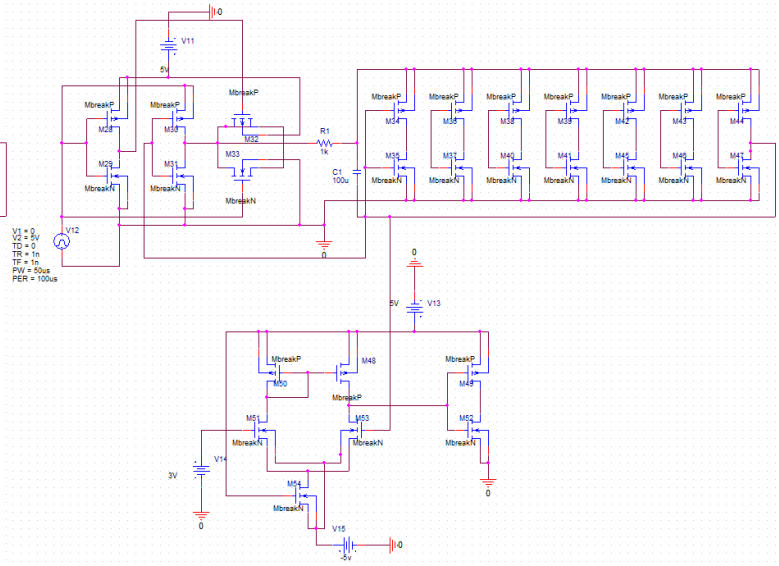 0
V11
5V
MbreakP
MbreakP
MbreakP
M28
M30
M32
M29
M31
M33
MbreakN
MbreakN
MbreakN
R1
1k
C1
100u
MbreakP
MbreakP
MbreakP
MbreakP
MbreakP
MbreakP
MbreakP
M34
M36
M38
M39
M42
M43
M44
M35
M37
M40
M41
M45
M46
M47
MbreakN
MbreakN
MbreakN
MbreakN
MbreakN
MbreakN
MbreakN
V12
V1 = 0
V2 = 5V
TD = 0
TR = 1n
TF = 1n
PW = 50us
PER = 100us
0
0
5V
V13
MbreakP
M50
M48
MbreakP
MbreakP
M49
M51
MbreakN
M53
MbreakN
M52
MbreakN
V14
3V
0
M54
MbreakN
0
V15
-5v
0